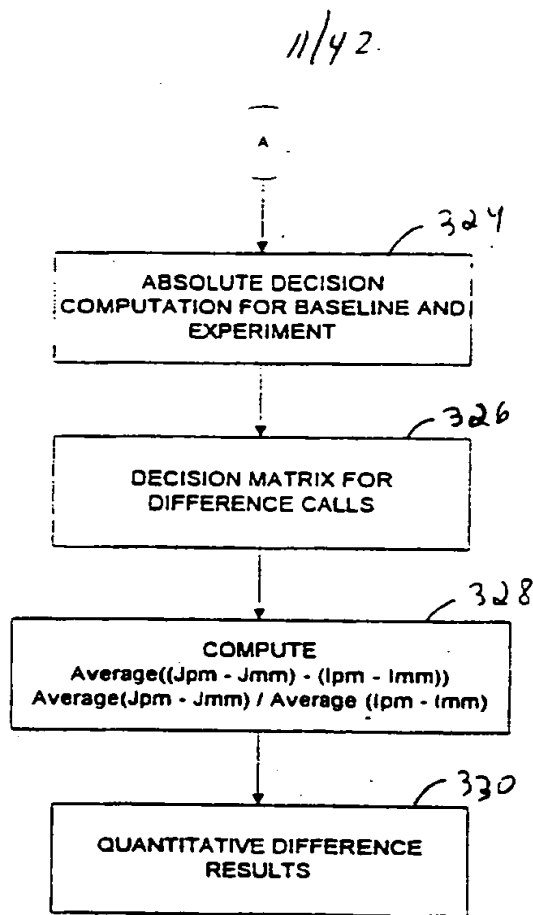 11/42.
A
324
ABSOLUTE DECISION
COMPUTATION FOR BASELINE AND
EXPERIMENT
326
DECISION MATRIX FOR
DIFFERENCE CALLS
328
COMPUTE
Average((Jpm - Jmm) - (Ipm - Imm))
Average(Jpm - Jmm) / Average (Ipm - Imm)
330
QUANTITATIVE DIFFERENCE
RESULTS